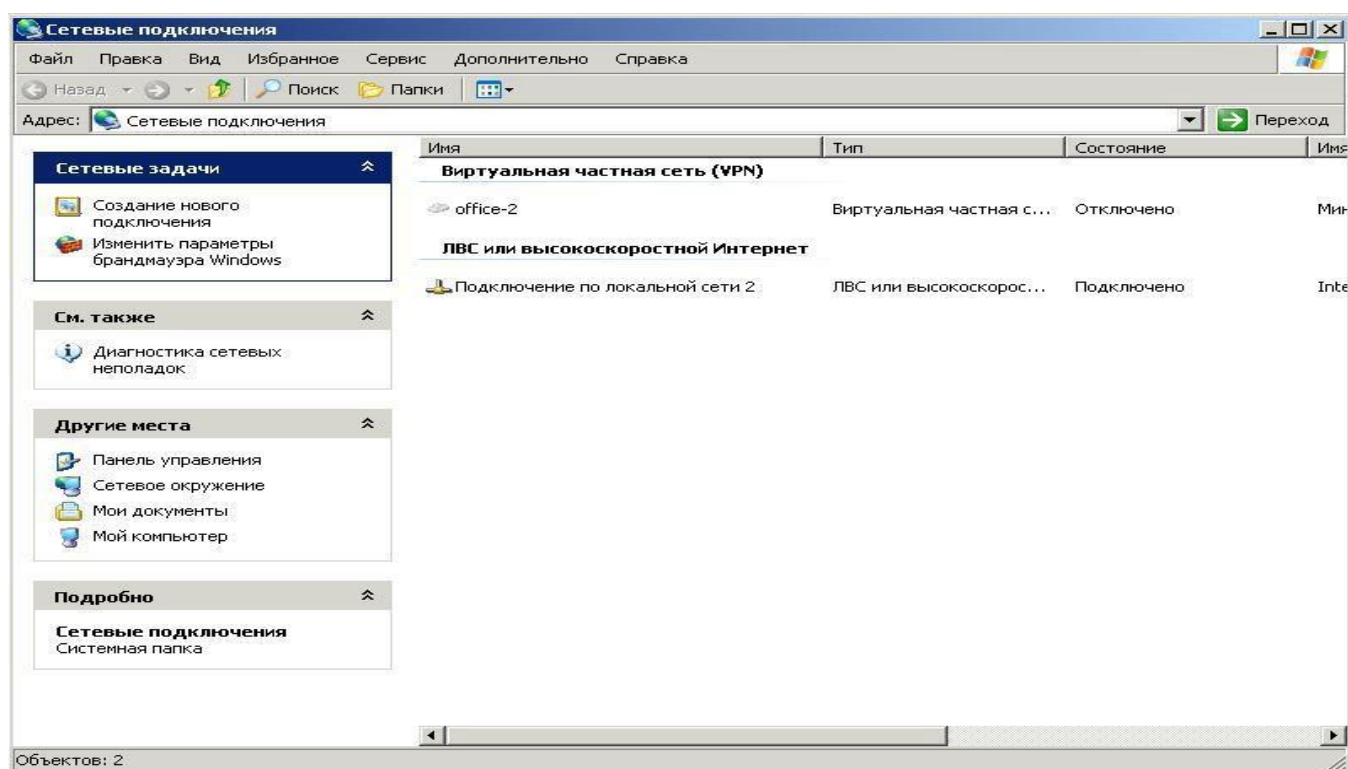 Сетевые подключения
Файл Правка Вид Избранное Сервис Дополнительно Справка
Назад Поиск Папки
Адрес: Сетевые подключения Переход
Сетевые задачи
Создание нового
подключения
Изменить параметры
брандмауэра Windows
См. также
Диагностика сетевых
неполадок
Другие места
Панель управления
Сетевое окружение
Мои документы
Мой компьютер
Подробно
Сетевые подключения
Системная папка
Имя Тип Состояние Имя
Виртуальная частная сеть (VPN)
office-2 Виртуальная частная с... Отключено Мин
ЛВС или высокоскоростной Интернет
Подключение по локальной сети 2 ЛВС или высокоскорос... Подключено Inte
Объектов: 2